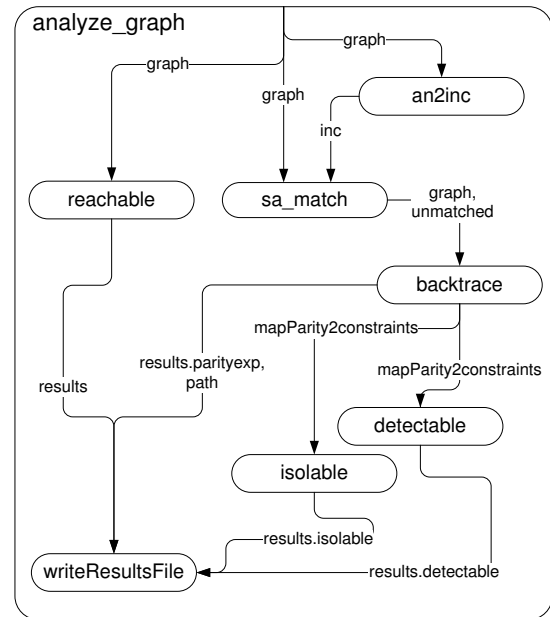 analyze_graph
graph
graph
graph
an2inc
inc
reachable
sa_match
graph,
unmatched
backtrace
mapParity2constraints
results.parityexp,
path
mapParity2constraints
results
detectable
isolable
results.isolable
writeResultsFile
results.detectable